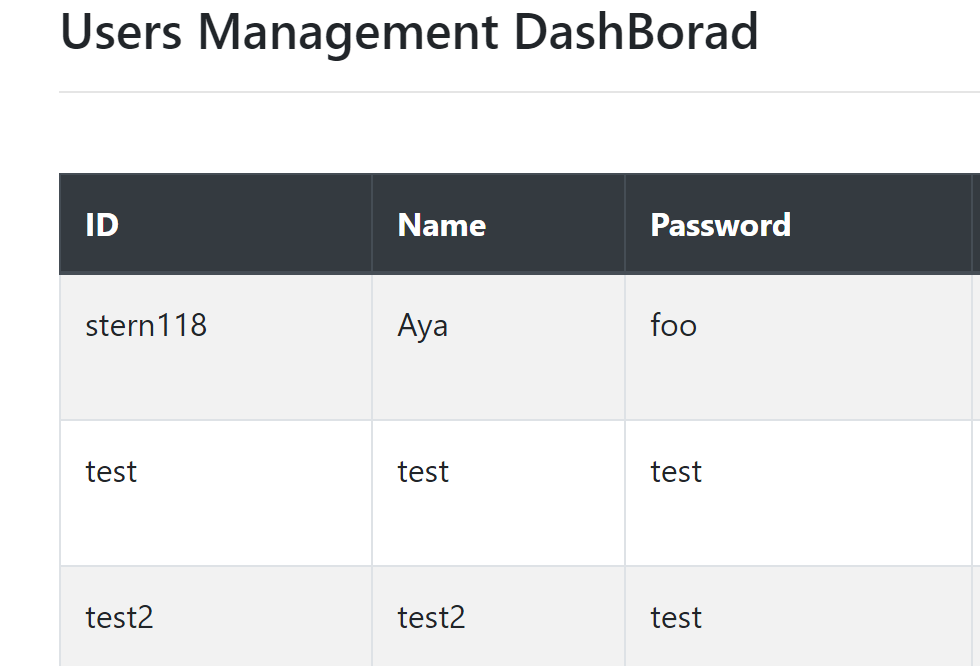 Users Management DashBorad
ID Name Password
stern118 Aya foo
test test test
test2 test2 test